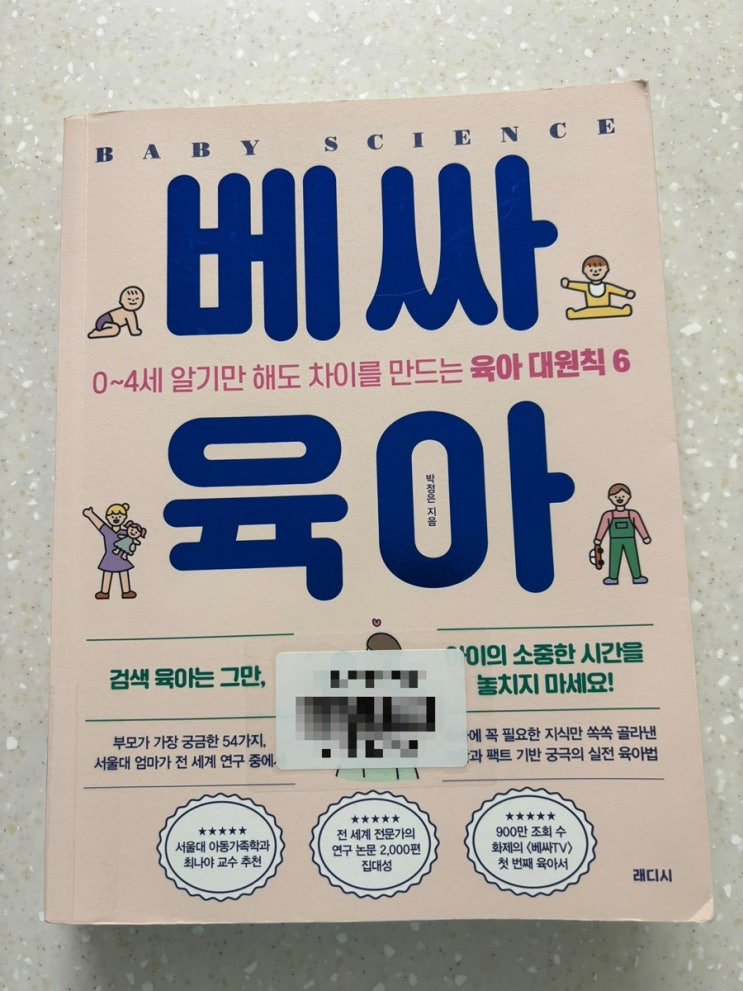 BABY SCIENCE
베싸
0~4세 알기만 해도 차이를 만드는 육아 대원칙 6
육아
박정은 지음
검색 육아는 그만,
아이의 소중한 시간을
놓치지 마세요!
부모가 가장 궁금한 54가지,
서울대 엄마가 전 세계 연구 중에서
꼭 필요한 지식만 쏙쏙 골라낸
팩트 기반 궁극의 실전 육아법
★★★★★
서울대 아동가족학과
최나야 교수 추천
★★★★★
전 세계 전문가의
연구 논문 2,000편
집대성
★★★★★
900만 조회 수
화제의 〈베싸TV〉
첫 번째 육아서
래디시